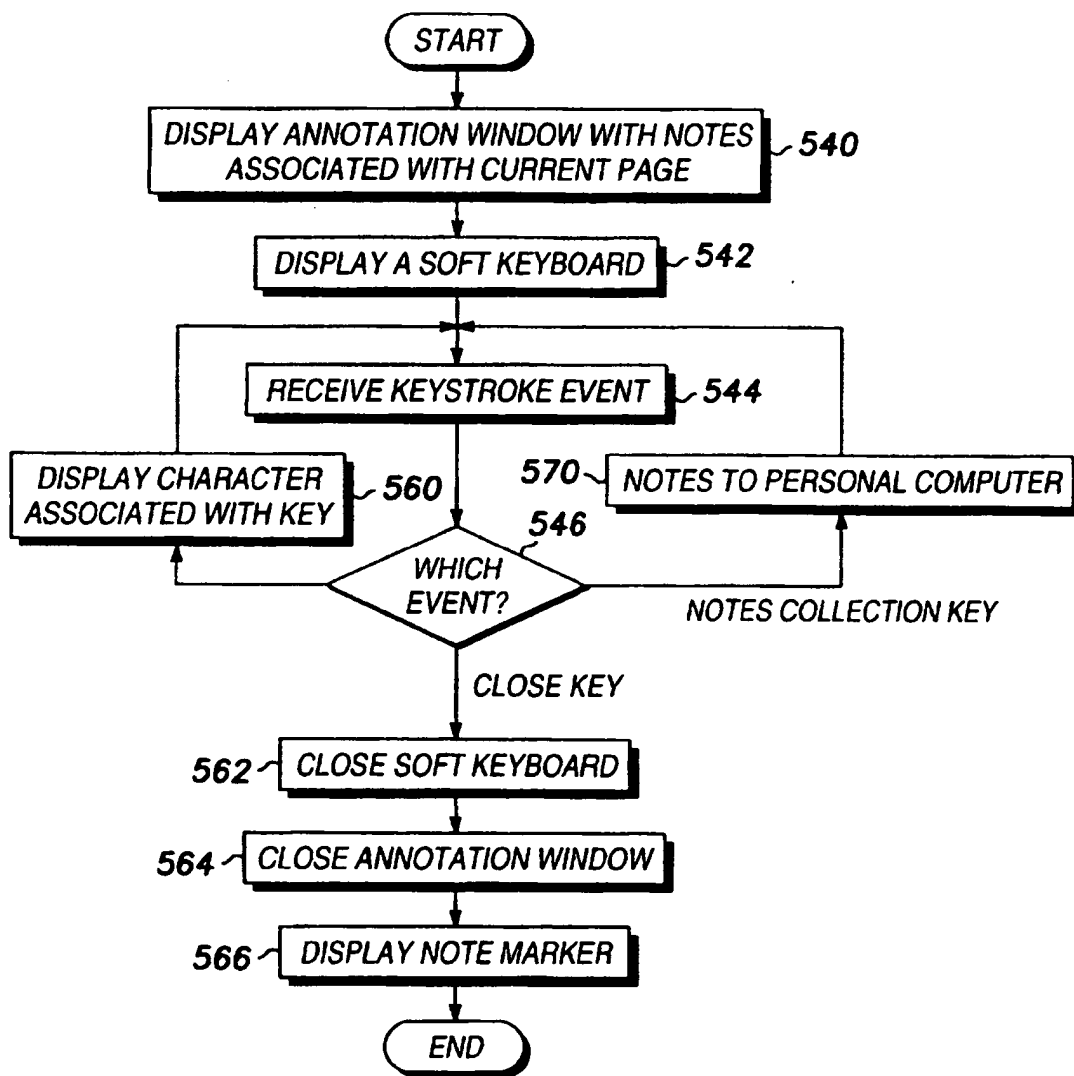 START
DISPLAY ANNOTATION WINDOW WITH NOTES
ASSOCIATED WITH CURRENT PAGE
540
DISPLAY A SOFT KEYBOARD
542
RECEIVE KEYSTROKE EVENT
544
DISPLAY CHARACTER
ASSOCIATED WITH KEY
560
570
NOTES TO PERSONAL COMPUTER
546
WHICH
EVENT?
NOTES COLLECTION KEY
CLOSE KEY
562
CLOSE SOFT KEYBOARD
564
CLOSE ANNOTATION WINDOW
566
DISPLAY NOTE MARKER
END